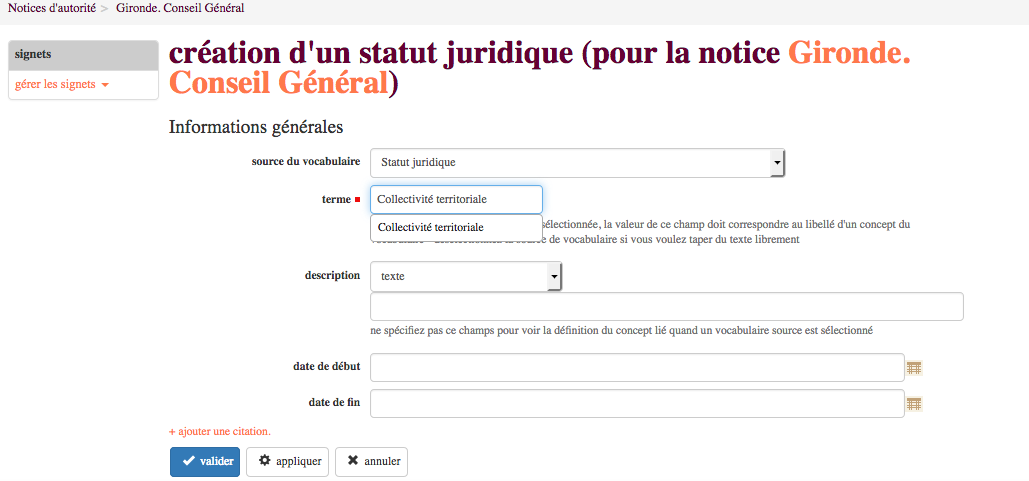 Notices d'autorité > Gironde. Conseil Général
signets
gérer les signets
création d'un statut juridique (pour la notice Gironde.
Conseil Général)
Informations générales
source du vocabulaire Statut juridique
terme Collectivité territoriale
Collectivité territoriale
sélectionnée, la valeur de ce champ doit correspondre au libellé d'un concept du
de vocabulaire si vous voulez taper du texte librement
description texte
ne spécifiez pas ce champs pour voir la définition du concept lié quand un vocabulaire source est sélectionné
date de début
date de fin
+ ajouter une citation.
valider appliquer annuler